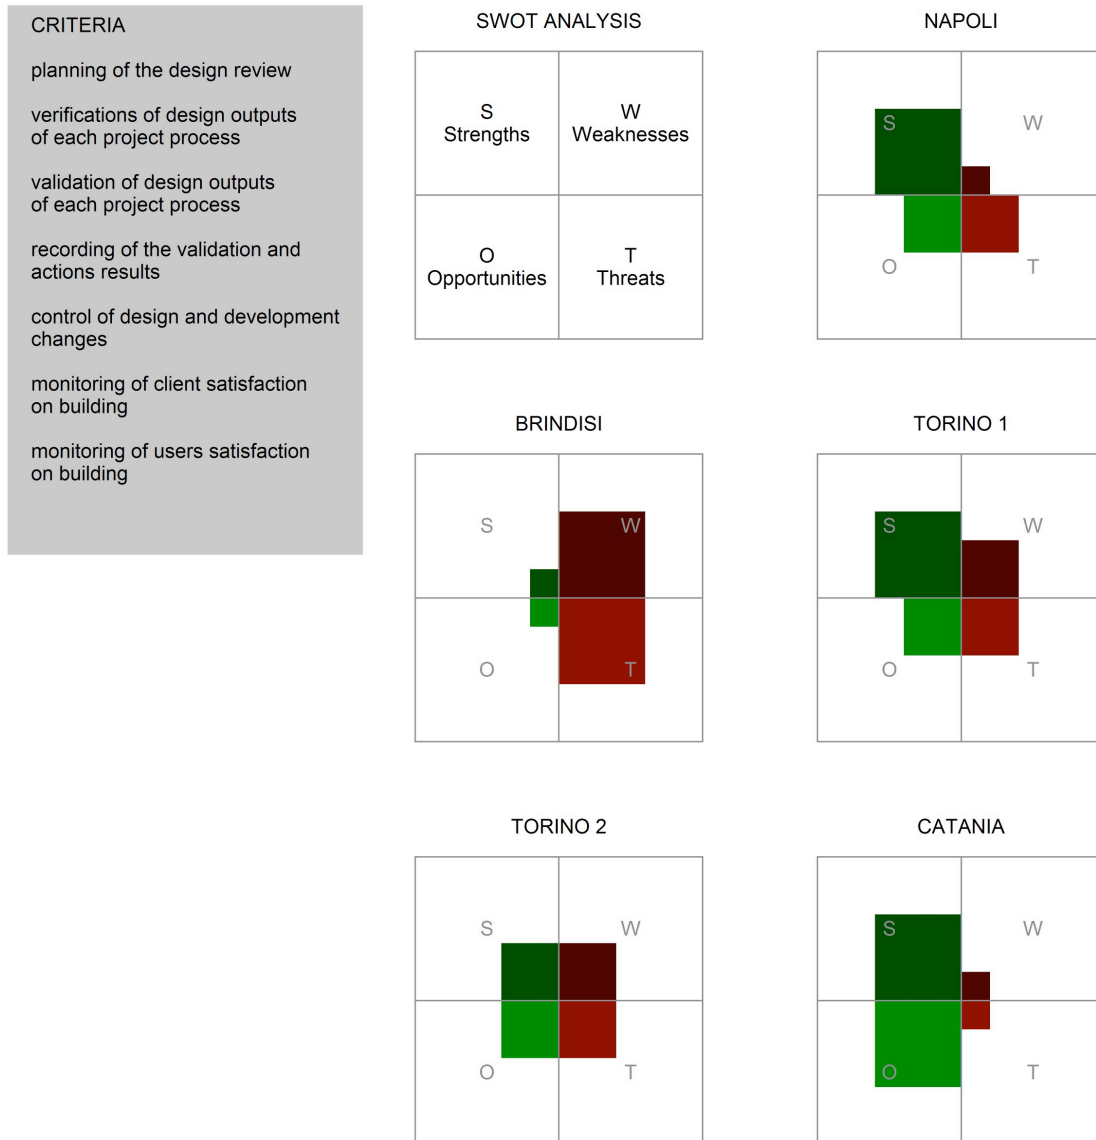 CRITERIA
planning of the design review
verifications of design outputs
of each project process
validation of design outputs
of each project process
recording of the validation and
actions results
control of design and development
changes
monitoring of client satisfaction
on building
monitoring of users satisfaction
on building
SWOT ANALYSIS
S
Strengths
W
Weaknesses
O
Opportunities
T
Threats
NAPOLI
S
W
O
T
BRINDISI
S
W
O
T
TORINO 1
S
W
O
T
TORINO 2
S
W
O
T
CATANIA
S
W
O
T